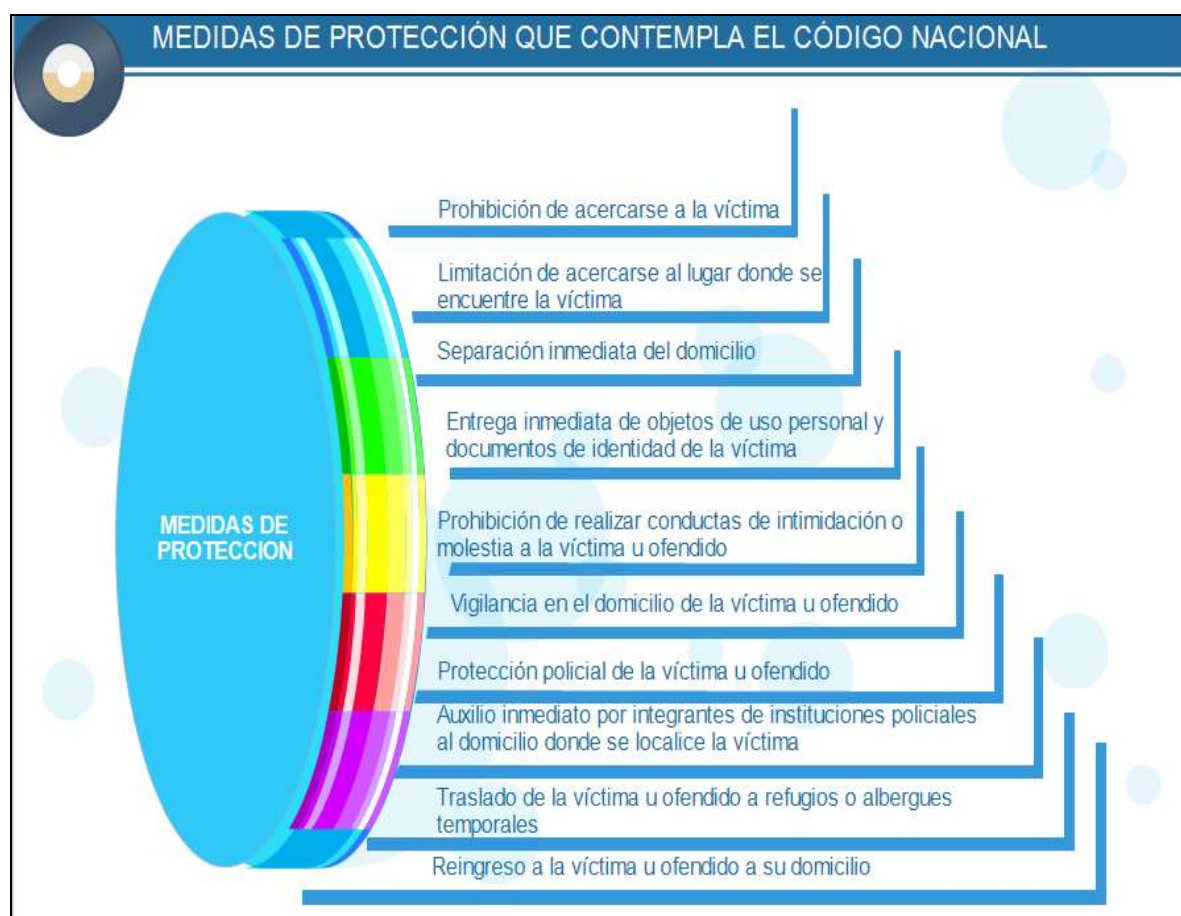 MEDIDAS DE PROTECCIÓN QUE CONTEMPLA EL CÓDIGO NACIONAL
MEDIDAS DE
PROTECCION
Prohibición de acercarse a la víctima
Limitación de acercarse al lugar donde se
encuentre la víctima
Separación inmediata del domicilio
Entrega inmediata de objetos de uso personal y
documentos de identidad de la víctima
Prohibición de realizar conductas de intimidación o
molestia a la víctima u ofendido
Vigilancia en el domicilio de la víctima u ofendido
Protección policial de la víctima u ofendido
Auxilio inmediato por integrantes de instituciones policiales
al domicilio donde se localice la víctima
Traslado de la víctima u ofendido a refugios o albergues
temporales
Reingreso a la víctima u ofendido a su domicilio